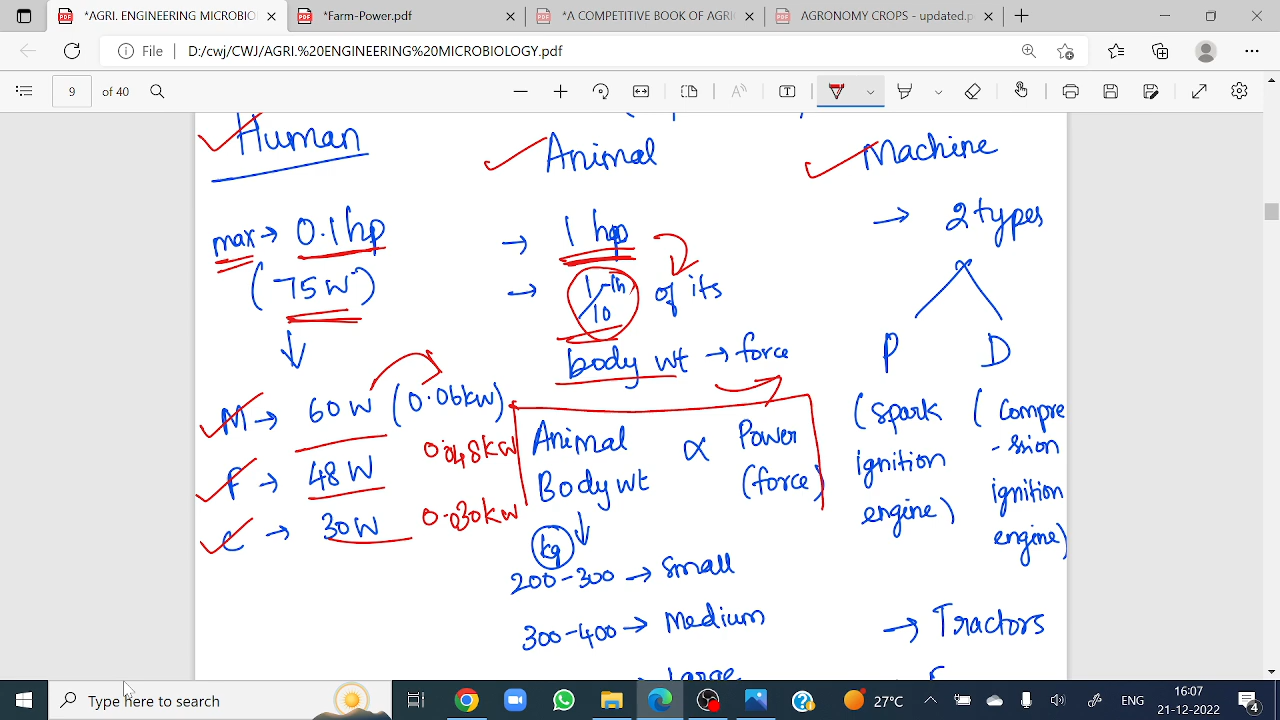 *AGRI. ENGINEERING MICROBIO
*Farm-Power.pdf
*A COMPETITIVE BOOK OF AGRI
AGRONOMY CROPS - updated.p
File
D:/cwj/CWJ/AGRI.%20ENGINEERING%20MICROBIOLOGY.pdf
9 of 40
Human
max → 0.1 hp
(75 W)
M → 60 W (0.06 kW)
F → 48 W 0.048 KW
C → 30 W 0.030 KW
Animal
→ 1 hp
→ 1/10 th of its
body wt → force
Animal ∝ Power
Body wt (force)
kg
200-300 → small
300-400 → Medium
Large
Machine
→ 2 types
P D
(spark
ignition
engine)
(compre
-ssion
ignition
engine)
→ Tractors
Type here to search
27°C
ENG
16:07
21-12-2022
4